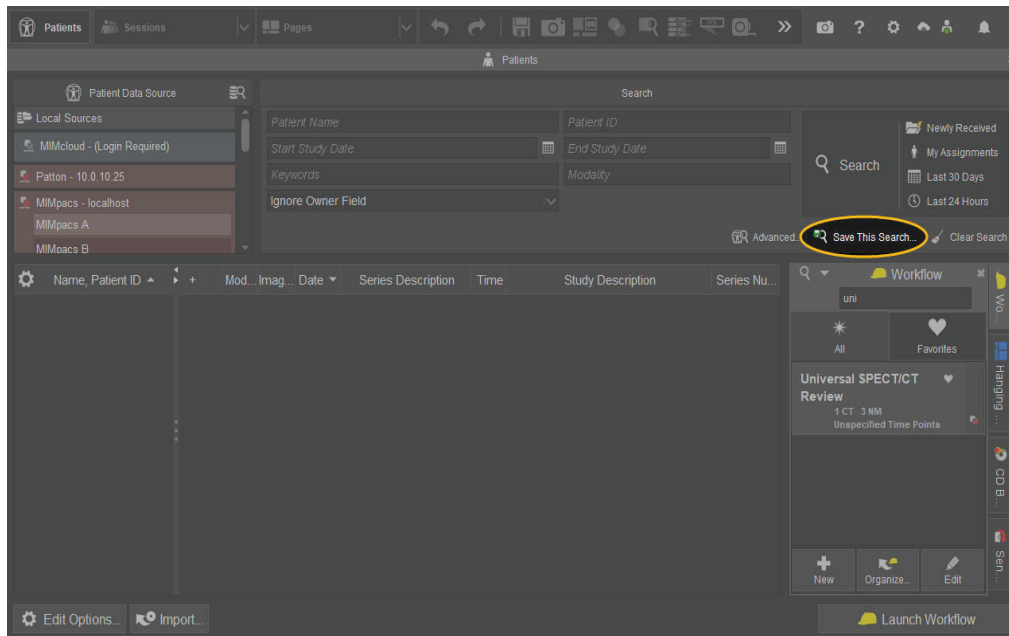 Patients
Sessions
Pages
Patients
Patient Data Source
Search
Local Sources
MIMcloud - (Login Required)
Patton - 10.0.10.25
MIMpacs - localhost
MIMpacs A
MIMpacs B
Patient Name
Patient ID
Start Study Date
End Study Date
Keywords
Modality
Ignore Owner Field
Search
Newly Received
My Assignments
Last 30 Days
Last 24 Hours
Advanced...
Save This Search...
Clear Search
Name, Patient ID
+
Mod... Imag... Date
Series Description
Time
Study Description
Series Nu...
Workflow
uni
All
Favorites
Universal SPECT/CT
Review
1 CT 3 NM
Unspecified Time Points
Wo...
Hanging ...
CD B...
Sen...
New
Organize...
Edit
Edit Options...
Import...
Launch Workflow